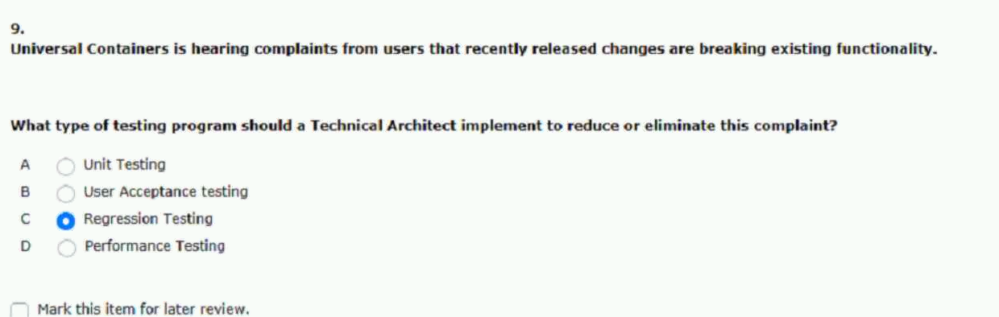 9.
Universal Containers is hearing complaints from users that recently released changes are breaking existing functionality.
What type of testing program should a Technical Architect implement to reduce or eliminate this complaint?
A Unit Testing
B User Acceptance testing
C Regression Testing
D Performance Testing
Mark this item for later review.